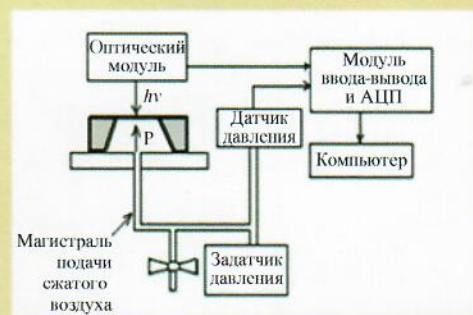 Оптический
модуль
Модуль
ввода-вывода
и АЦП
hν
Датчик
давления
P
Компьютер
Магистраль
подачи
сжатого
воздуха
Задатчик
давления